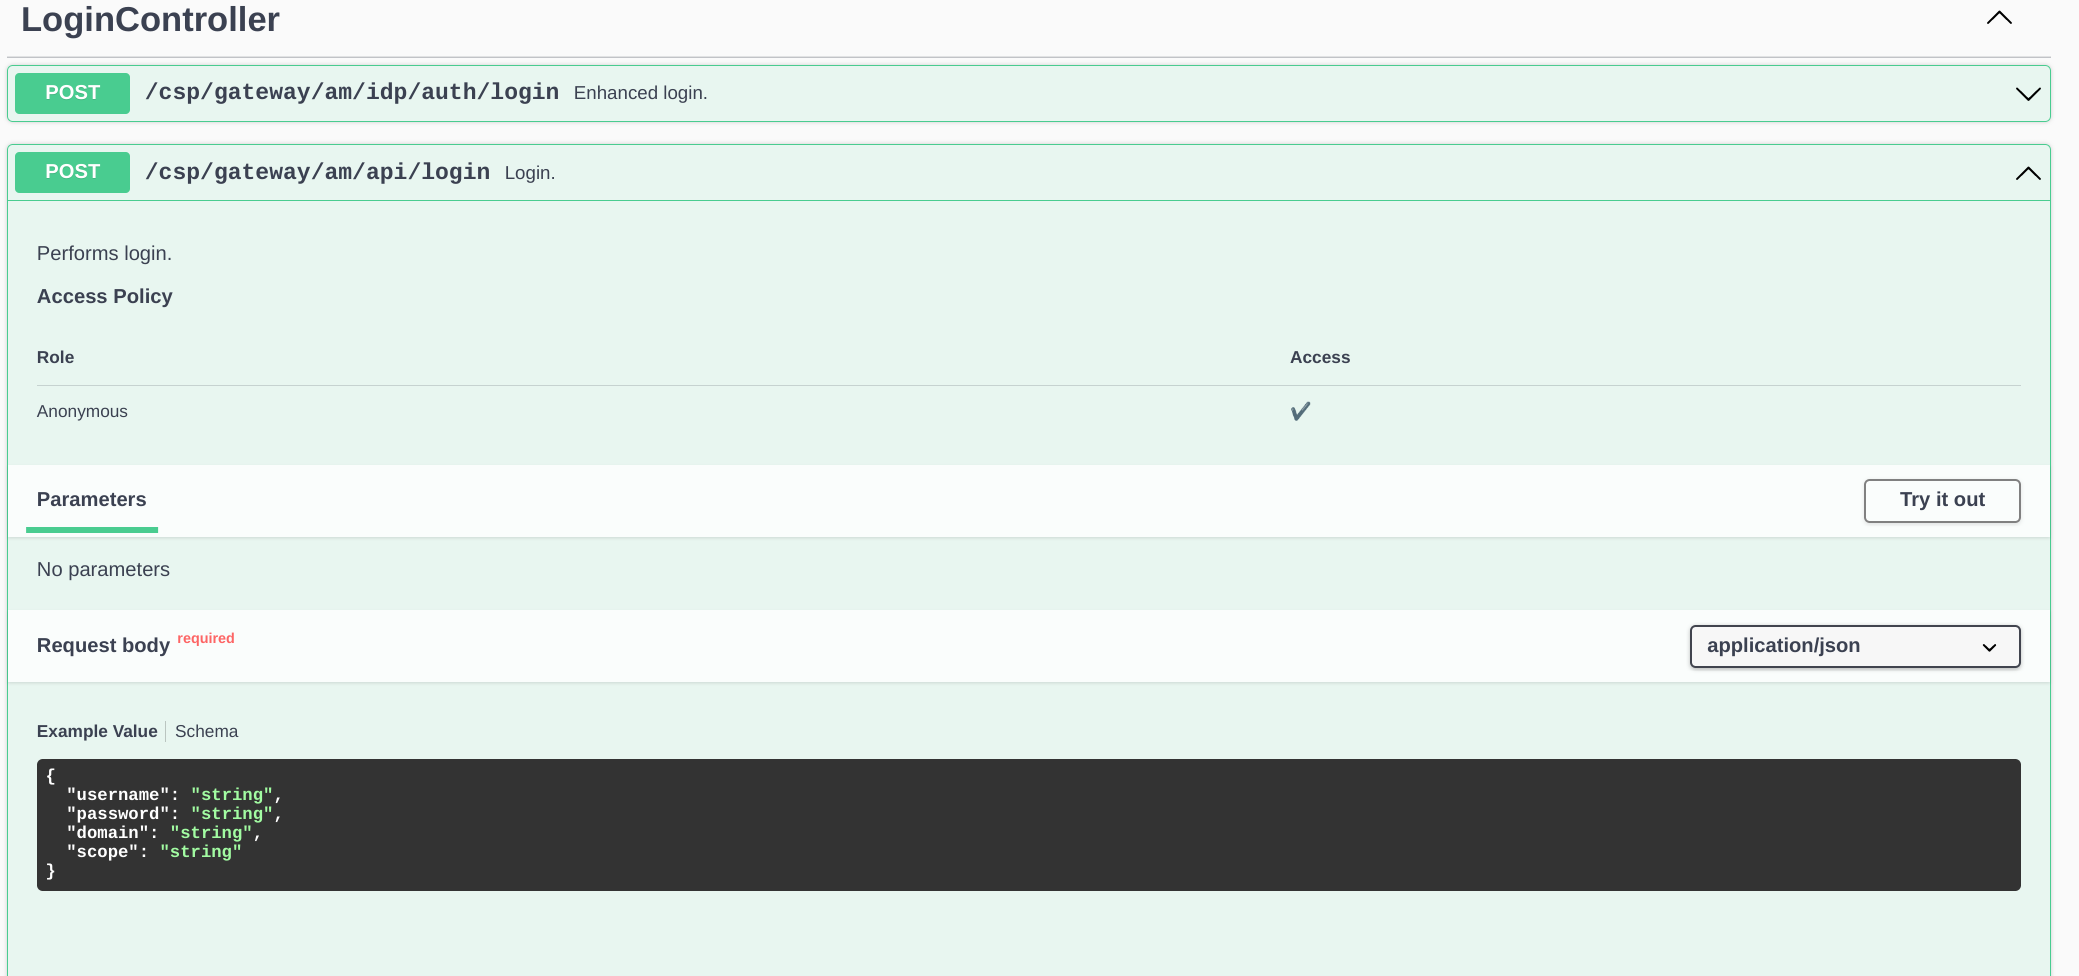 LoginController
POST /csp/gateway/am/idp/auth/login Enhanced login.
POST /csp/gateway/am/api/login Login.
Performs login.
Access Policy
Role Access
Anonymous ✔
Parameters Try it out
No parameters
Request body required application/json
Example Value Schema
{
  "username": "string",
  "password": "string",
  "domain": "string",
  "scope": "string"
}